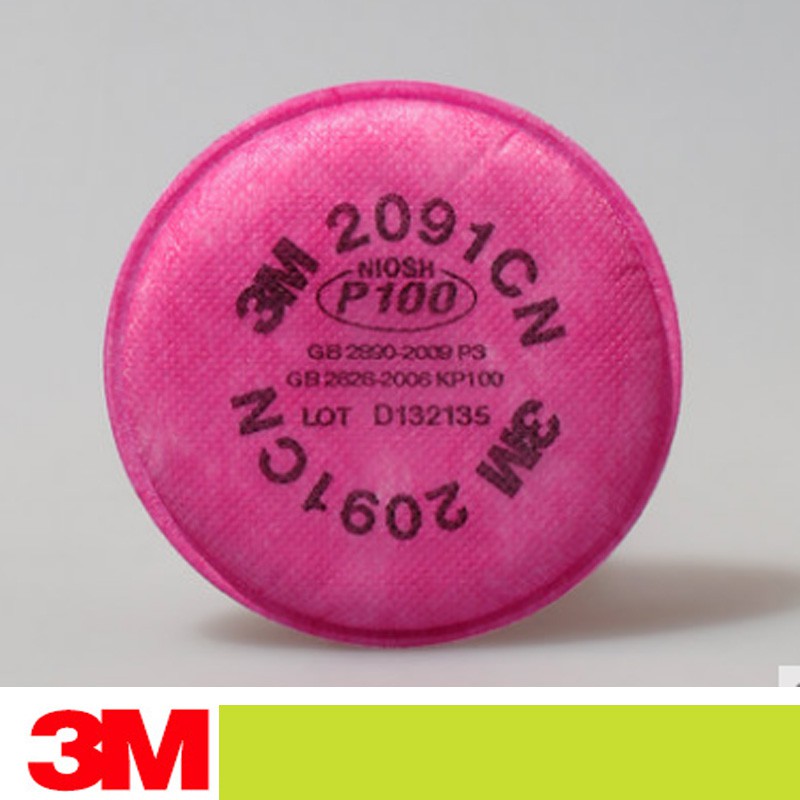 3M 2091CN
NIOSH
P100
GB 2890-2009 P3
GB 2626-2006 KP100
LOT D132135
3M 2091CN
3M